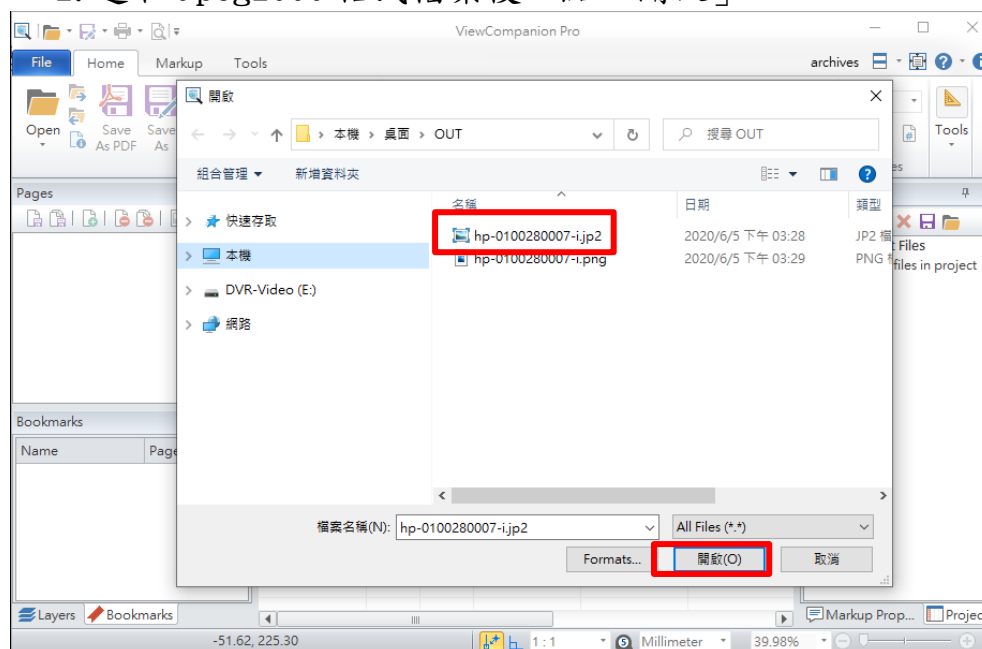 ViewCompanion Pro
File Home Markup Tools archives
Open Save As PDF Save As Tools
開啟
本機 › 桌面 › OUT 搜尋 OUT
組合管理 新增資料夾
Pages
名稱 日期 類型
快速存取
hp-0100280007-i.jp2 2020/6/5 下午 03:28 JP2 檔
本機
hp-0100280007-i.png 2020/6/5 下午 03:29 PNG
Files
files in project
DVR-Video (E:)
網路
Bookmarks
Name Page
檔案名稱(N): hp-0100280007-i.jp2 All Files (*.*)
Formats... 開啟(O) 取消
Layers Bookmarks Markup Prop... Projec
-51.62, 225.30 1 : 1 5 Millimeter 39.98%